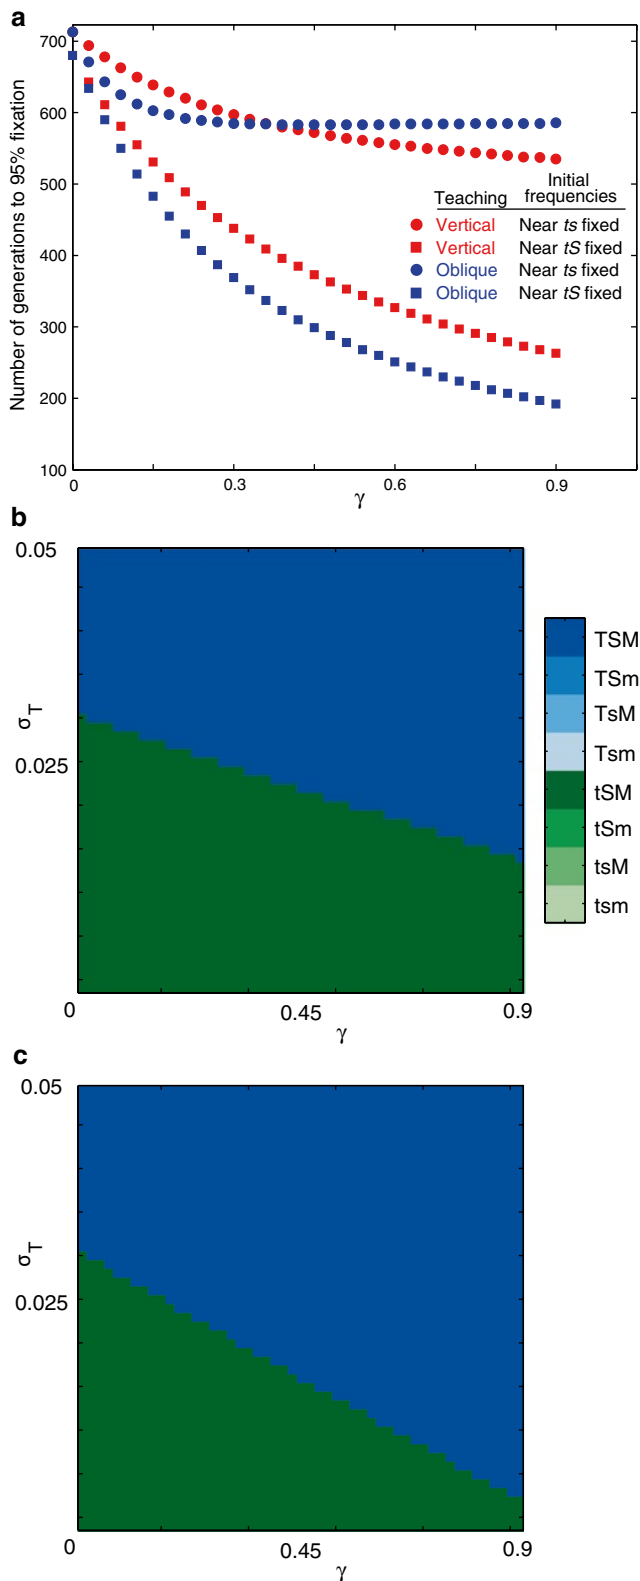 a
700
600
500
400
300
200
100
0
0.3
0.6
0.9
Number of generations to 95% fixation
γ
Teaching
Initial frequencies
Vertical Near ts fixed
Vertical Near tS fixed
Oblique Near ts fixed
Oblique Near tS fixed
b
0.05
0.025
σT
0
0.45
0.9
γ
TSM
TSm
TsM
Tsm
tSM
tSm
tsM
tsm
c
0.05
0.025
σT
0
0.45
0.9
γ